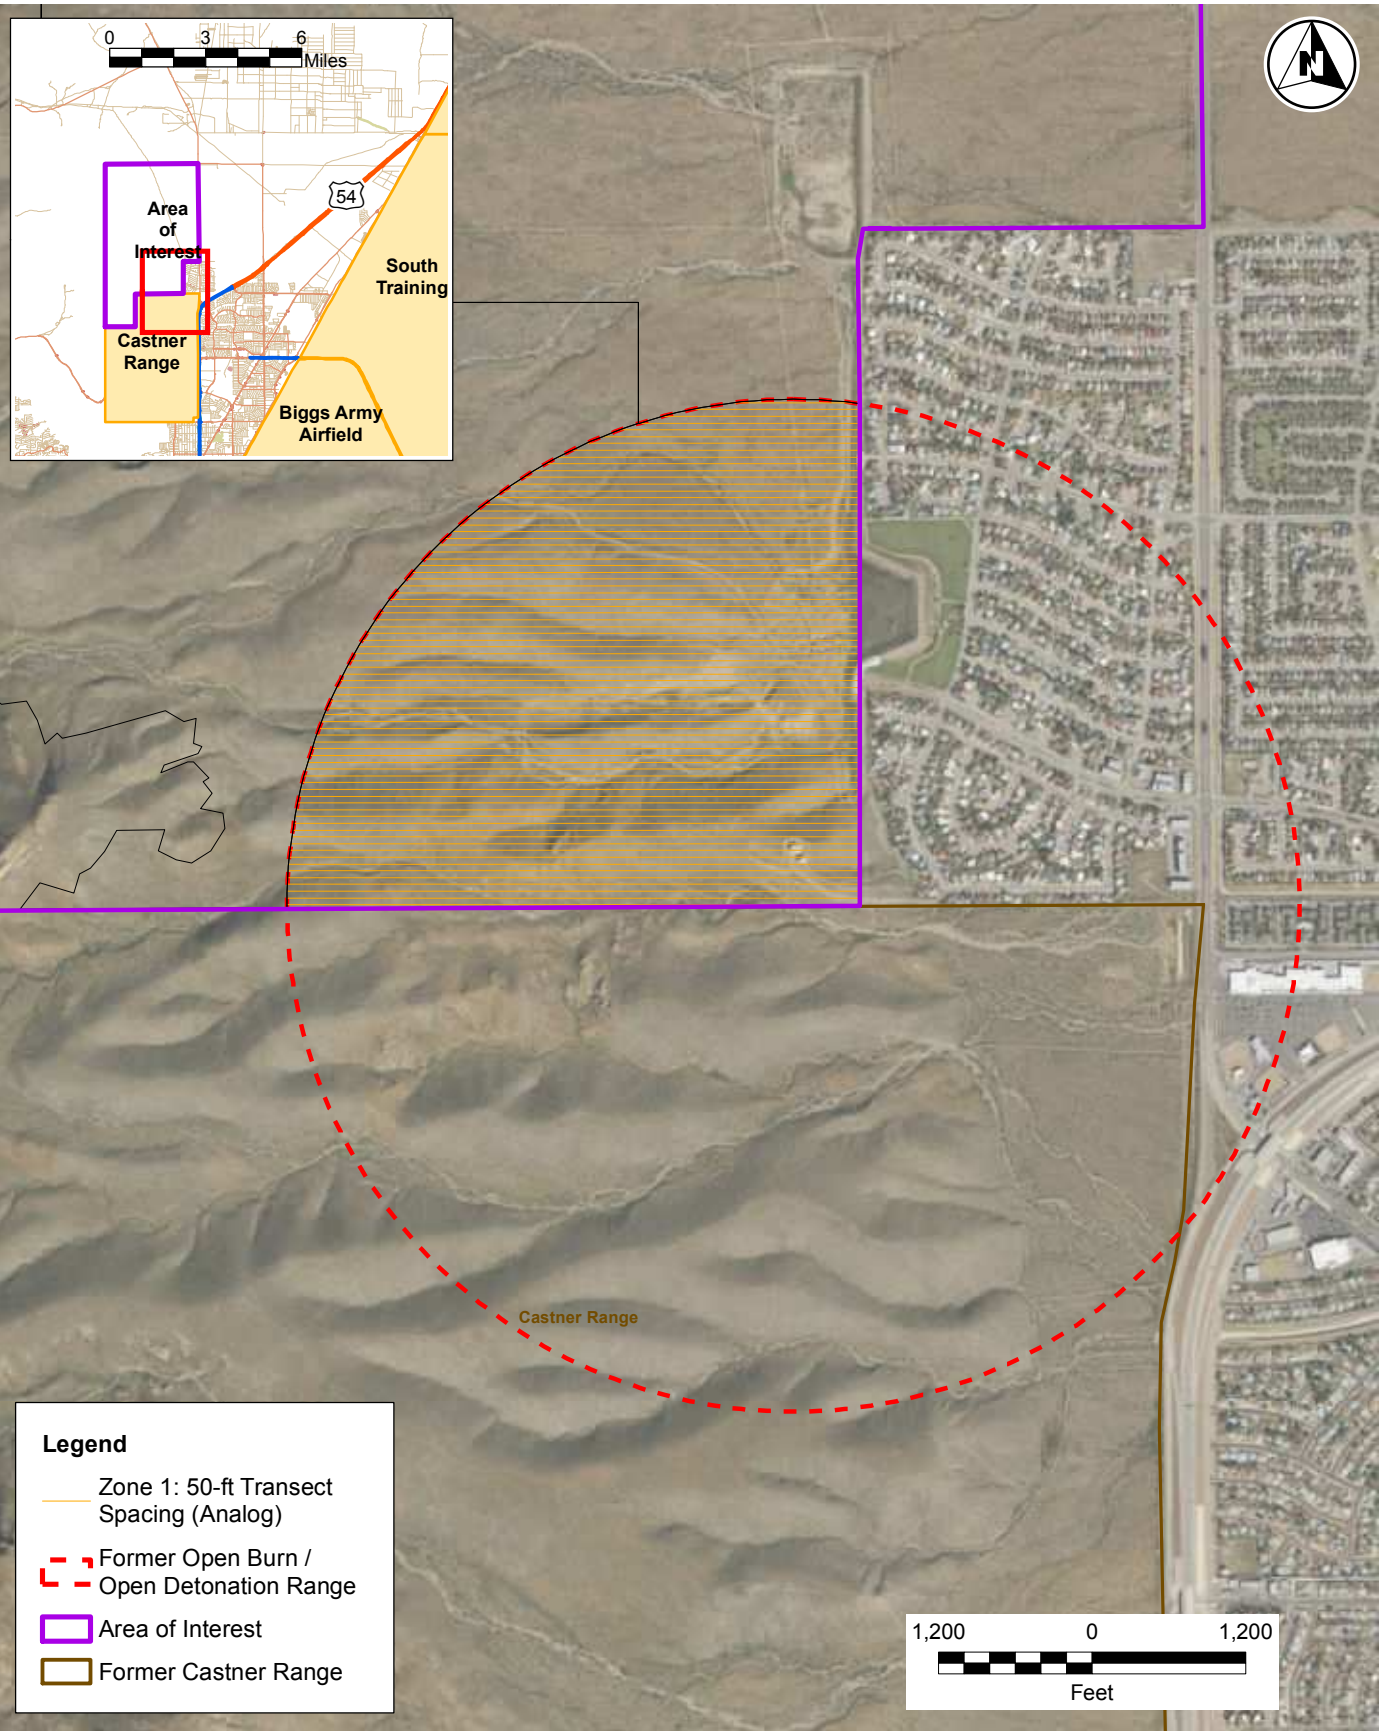 0 3 6
Miles
N
54
Area
of
Interest
South
Training
Castner
Range
Biggs Army
Airfield
Castner Range
Legend
Zone 1: 50-ft Transect
Spacing (Analog)
Former Open Burn /
Open Detonation Range
Area of Interest
Former Castner Range
1,200 0 1,200
Feet